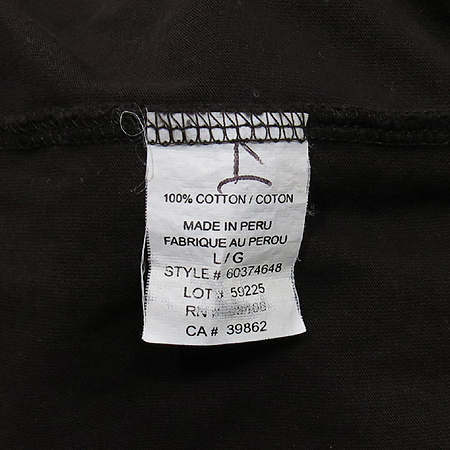 100% COTTON / COTON
MADE IN PERU
FABRIQUE AU PEROU
L / G
STYLE # 60374648
LOT # 59225
RN #
CA # 39862